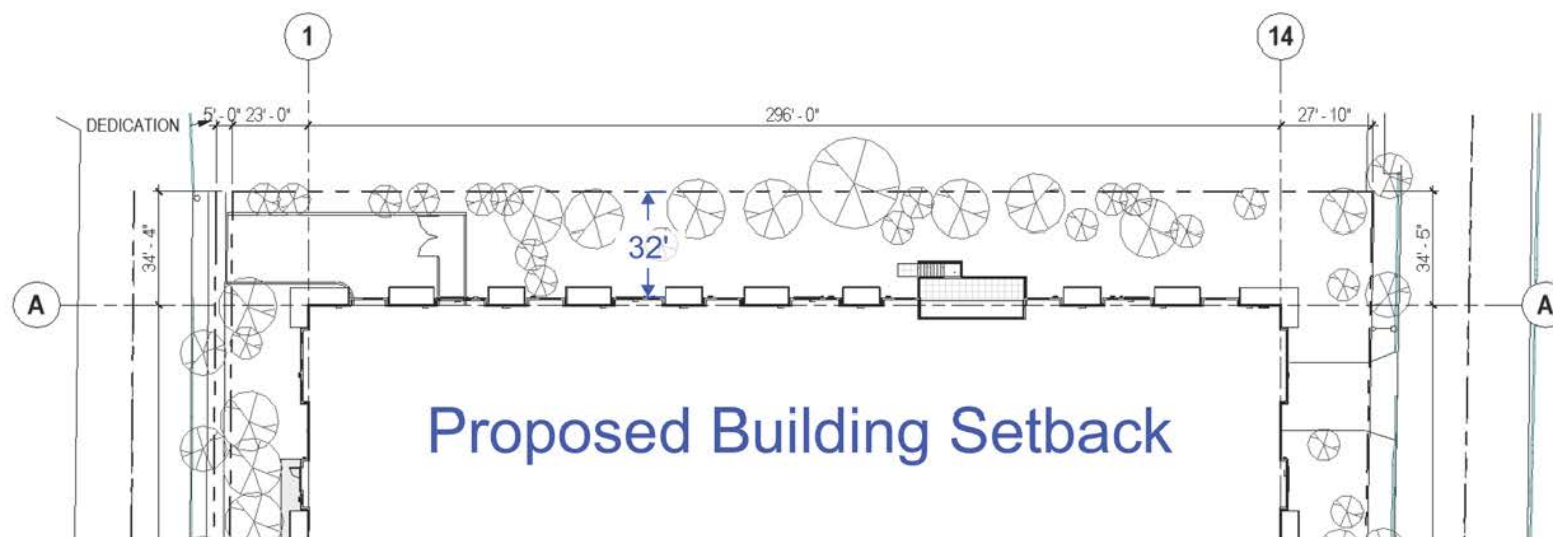 1
14
DEDICATION
5'-0"
23'-0"
296'-0"
27'-10"
34'-4"
32'
34'-5"
A
A
Proposed Building Setback